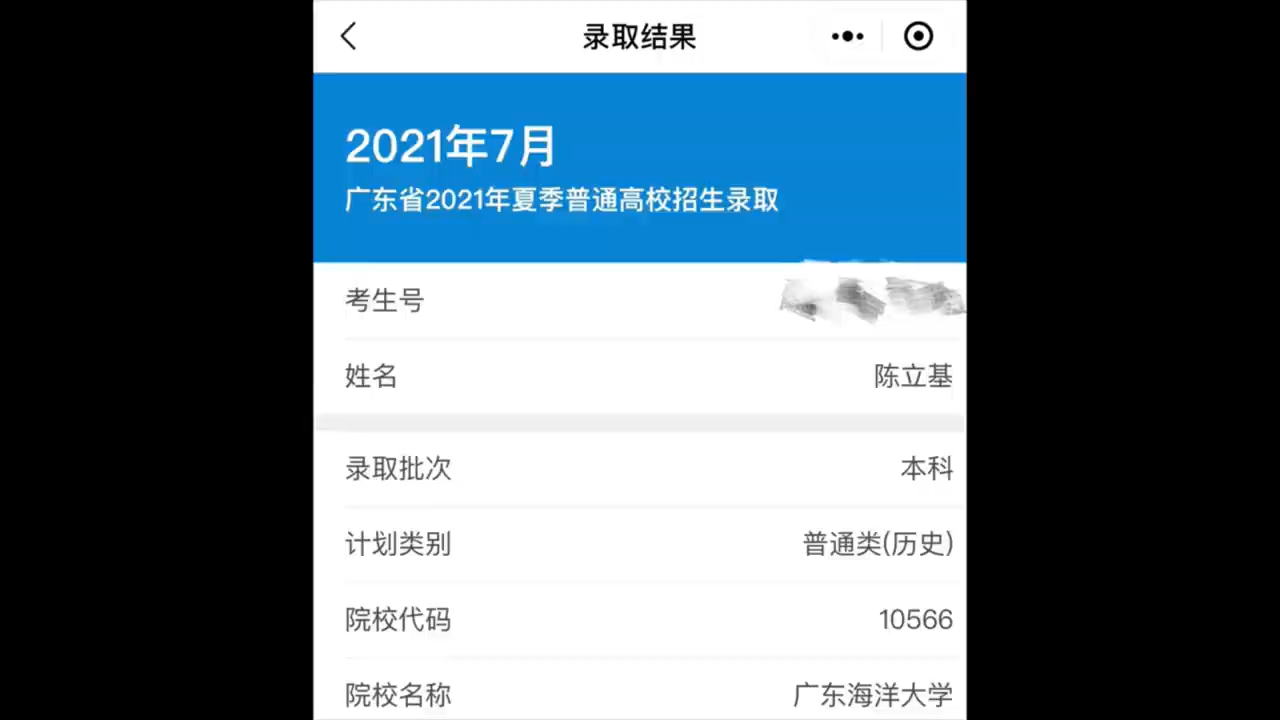 录取结果
2021年7月
广东省2021年夏季普通高校招生录取
考生号
姓名 陈立基
录取批次 本科
计划类别 普通类(历史)
院校代码 10566
院校名称 广东海洋大学